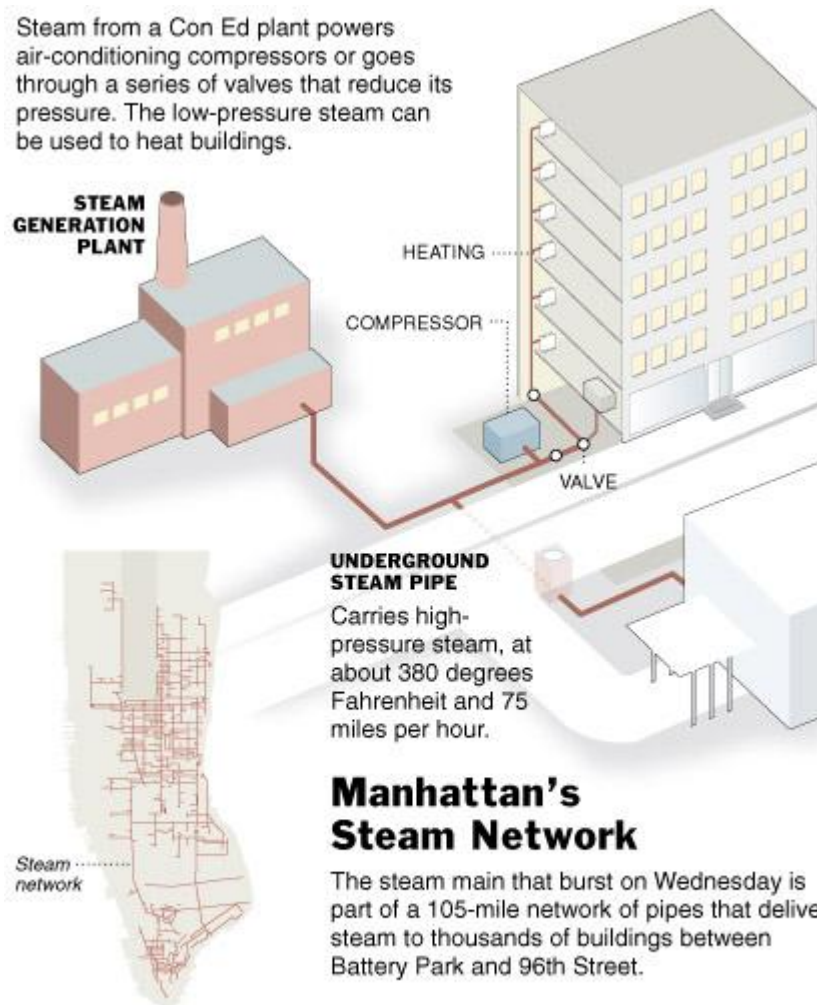 Steam from a Con Ed plant powers
air-conditioning compressors or goes
through a series of valves that reduce its
pressure. The low-pressure steam can
be used to heat buildings.
STEAM
GENERATION
PLANT
HEATING
COMPRESSOR
VALVE
UNDERGROUND
STEAM PIPE
Carries high-
pressure steam, at
about 380 degrees
Fahrenheit and 75
miles per hour.
Steam
network
Manhattan's
Steam Network
The steam main that burst on Wednesday is
part of a 105-mile network of pipes that delive
steam to thousands of buildings between
Battery Park and 96th Street.